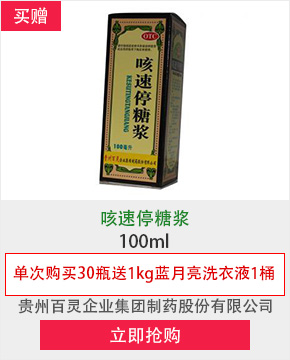 买赠
OTC
咳速停糖浆
KESUTINGTANGJIANG
100毫升
咳速停糖浆
100ml
单次购买30瓶送1kg蓝月亮洗衣液1桶
贵州百灵企业集团制药股份有限公司
立即抢购